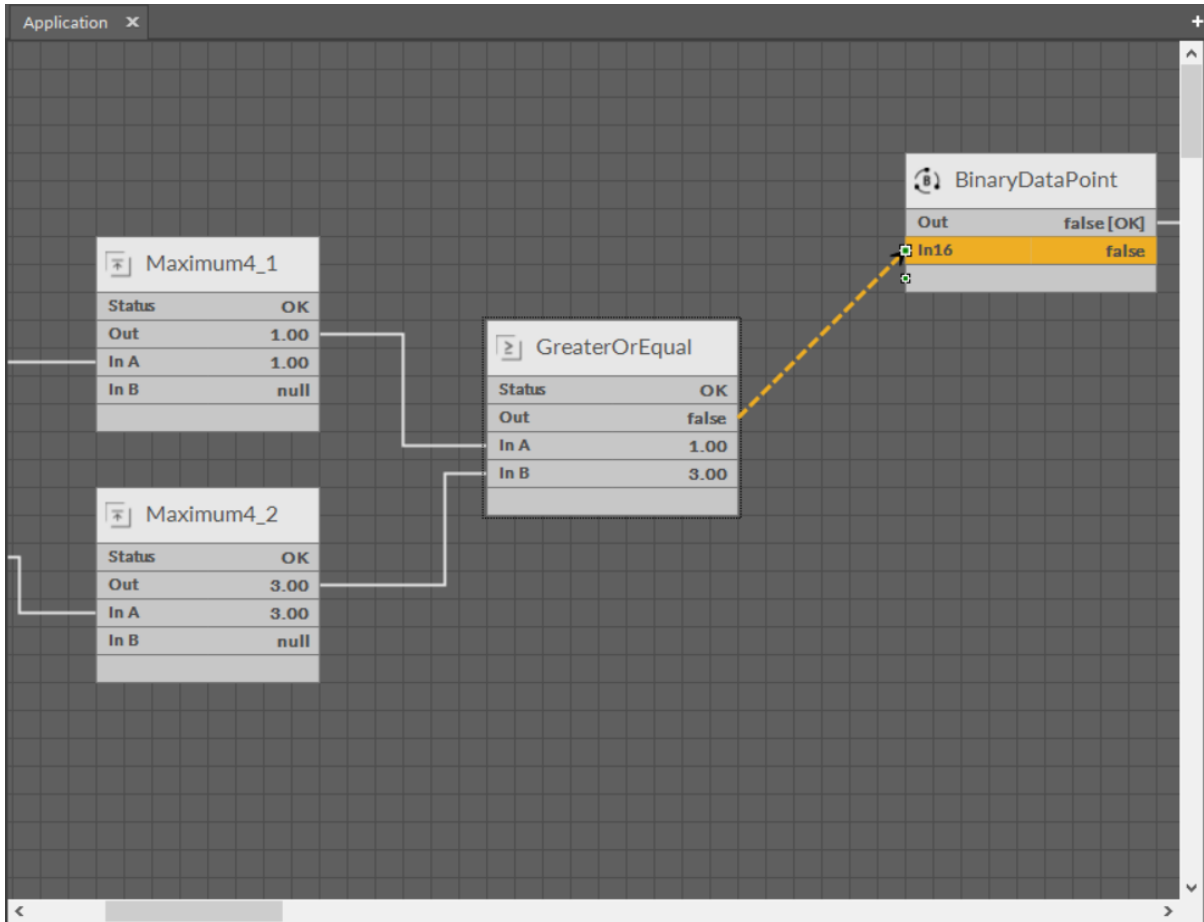 Application ×
+
BinaryDataPoint
Out false [OK]
In16 false
Maximum4_1
Status OK
Out 1.00
In A 1.00
In B null
GreaterOrEqual
Status OK
Out false
In A 1.00
In B 3.00
Maximum4_2
Status OK
Out 3.00
In A 3.00
In B null